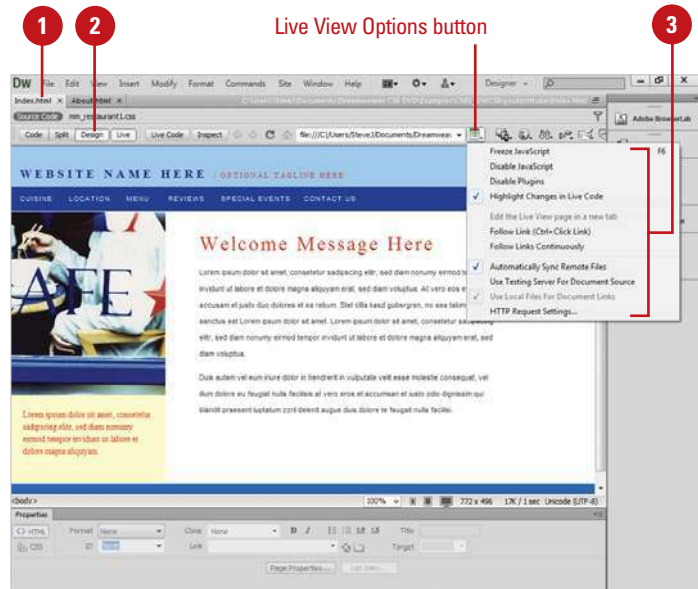 1 2 Live View Options button 3
DW File Edit View Insert Modify Format Commands Site Window Help Designer
Index.html × About.html ×
Source Code nm_restaurant1.css
Adobe BrowserLab
Code Split Design Live Live Code Inspect file:///C|/Users/SteveJ/Documents/Dreamweav
Freeze JavaScript F6
Disable JavaScript
Disable Plugins
Highlight Changes in Live Code
Edit the Live View page in a new tab
Follow Link (Ctrl+Click Link)
Follow Links Continuously
Automatically Sync Remote Files
Use Testing Server For Document Source
Use Local Files For Document Links
HTTP Request Settings...
WEBSITE NAME HERE / OPTIONAL TAGLINE HERE
CUISINE LOCATION MENU REVIEWS SPECIAL EVENTS CONTACT US
AFE
Welcome Message Here
Lorem ipsum dolor sit amet, consetetur sadipscing elitr, sed diam nonumy eirmod
invidunt ut labore et dolore magna aliquyam erat, sed diam voluptua. At vero eos e
accusam et justo duo dolores et ea rebum. Stet clita kasd gubergren, no sea
sanctus est Lorem ipsum dolor sit amet. Lorem ipsum dolor sit amet, consetetur
elitr, sed diam nonumy eirmod tempor invidunt ut labore et dolore magna aliquyam erat, sed
diam voluptua.
Duis autem vel eum iriure dolor in hendrerit in vulputate velit esse molestie consequat, vel
illum dolore eu feugiat nulla facilisis at vero eros et accumsan et iusto odio dignissim qui
blandit praesent luptatum zzril delenit augue duis dolore te feugait nulla facilisi.
Lorem ipsum dolor sit amet, consetetur
sadipscing elitr, sed diam nonumy
eirmod tempor invidunt ut labore et
dolore magna aliquyam.
<body> 100% 772 x 496 17K / 1 sec Unicode (UTF-8)
Properties
<> HTML Format None Class None B I Title
CSS ID None Link Target
Page Properties... List Item...